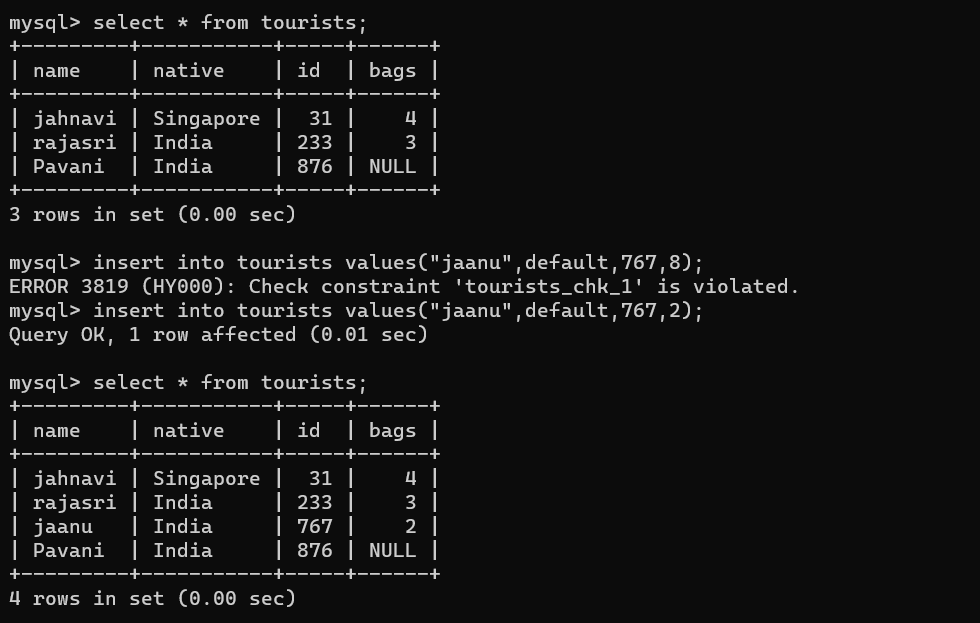 mysql> select * from tourists;
+---------+-----------+-----+------+
| name    | native    | id  | bags |
+---------+-----------+-----+------+
| jahnavi | Singapore |  31 |    4 |
| rajasri | India     | 233 |    3 |
| Pavani  | India     | 876 | NULL |
+---------+-----------+-----+------+
3 rows in set (0.00 sec)

mysql> insert into tourists values("jaanu",default,767,8);
ERROR 3819 (HY000): Check constraint 'tourists_chk_1' is violated.
mysql> insert into tourists values("jaanu",default,767,2);
Query OK, 1 row affected (0.01 sec)

mysql> select * from tourists;
+---------+-----------+-----+------+
| name    | native    | id  | bags |
+---------+-----------+-----+------+
| jahnavi | Singapore |  31 |    4 |
| rajasri | India     | 233 |    3 |
| jaanu   | India     | 767 |    2 |
| Pavani  | India     | 876 | NULL |
+---------+-----------+-----+------+
4 rows in set (0.00 sec)